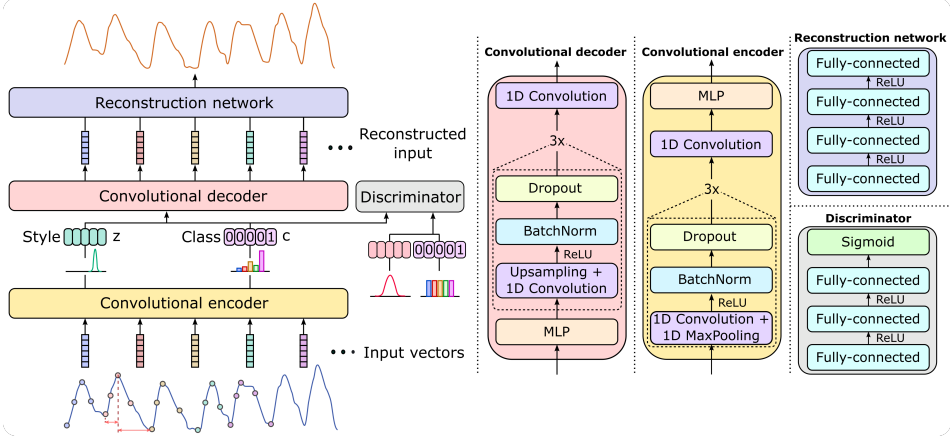 Reconstruction network
Reconstructed
input
Convolutional decoder
Discriminator
Style
z
Class
00001
c
00001
Convolutional encoder
Input vectors
Convolutional decoder
1D Convolution
3x
Dropout
BatchNorm
ReLU
Upsampling +
1D Convolution
MLP
Convolutional encoder
MLP
1D Convolution
3x
Dropout
BatchNorm
ReLU
1D Convolution +
1D MaxPooling
Reconstruction network
Fully-connected
ReLU
Fully-connected
ReLU
Fully-connected
ReLU
Fully-connected
Discriminator
Sigmoid
Fully-connected
ReLU
Fully-connected
ReLU
Fully-connected